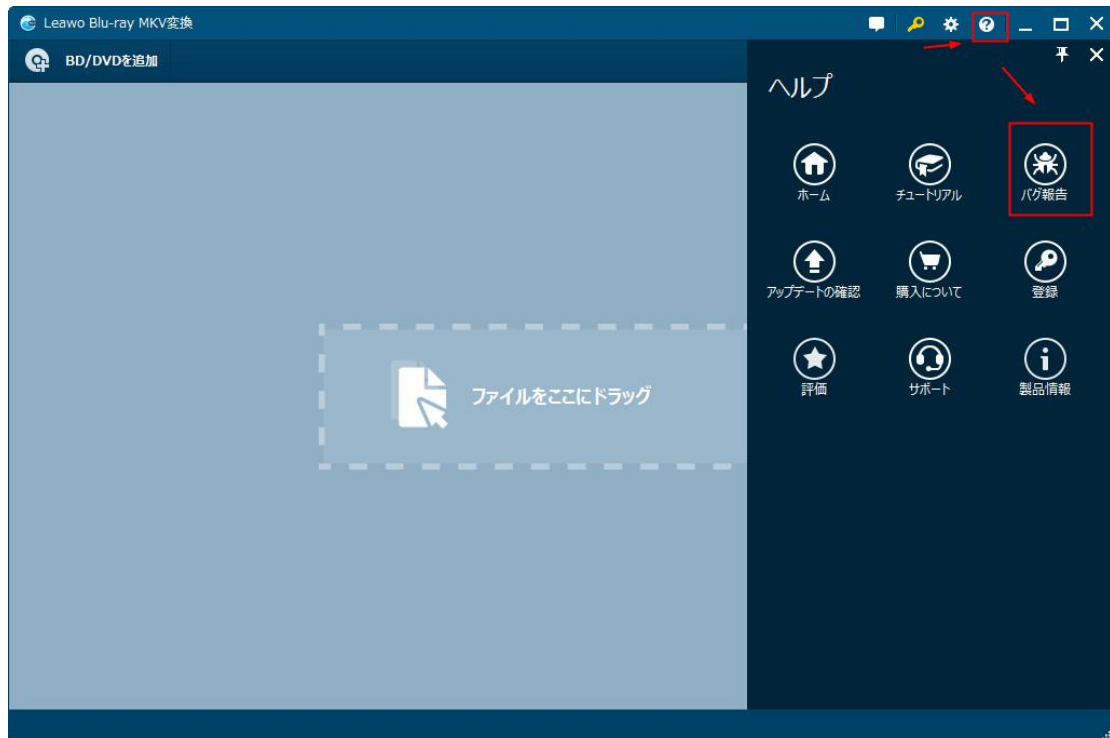 Leawo Blu-ray MKV変換
BD/DVDを追加
ヘルプ
ホーム
チュートリアル
バグ報告
アップデートの確認
購入について
登録
評価
サポート
製品情報
ファイルをここにドラッグ